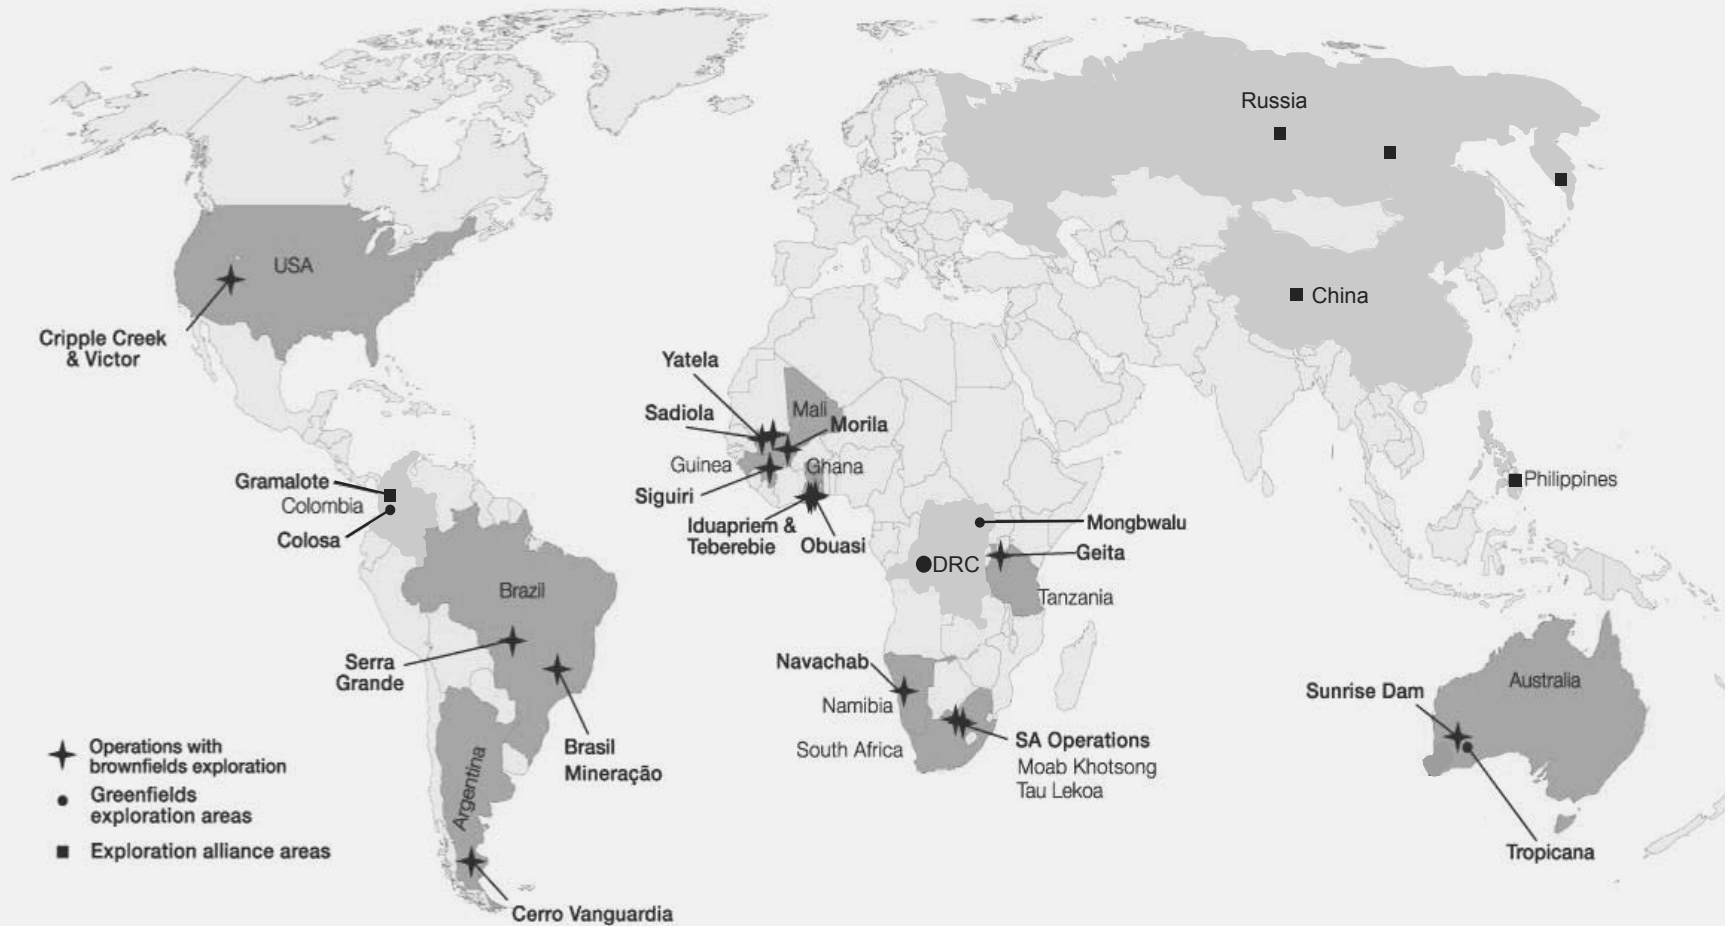 Russia
China
USA
Cripple Creek
& Victor
Yatela
Sadiola
Mali
Morila
Guinea
Ghana
Siguiri
Iduapriem &
Teberebie
Obuasi
Gramalote
Colombia
Colosa
Philippines
Mongbwalu
Geita
DRC
Tanzania
Brazil
Serra
Grande
Brasil
Mineração
Navachab
Namibia
South Africa
SA Operations
Moab Khotsong
Tau Lekoa
Australia
Sunrise Dam
Tropicana
Argentina
Cerro Vanguardia
Operations with
brownfields exploration
Greenfields
exploration areas
Exploration alliance areas